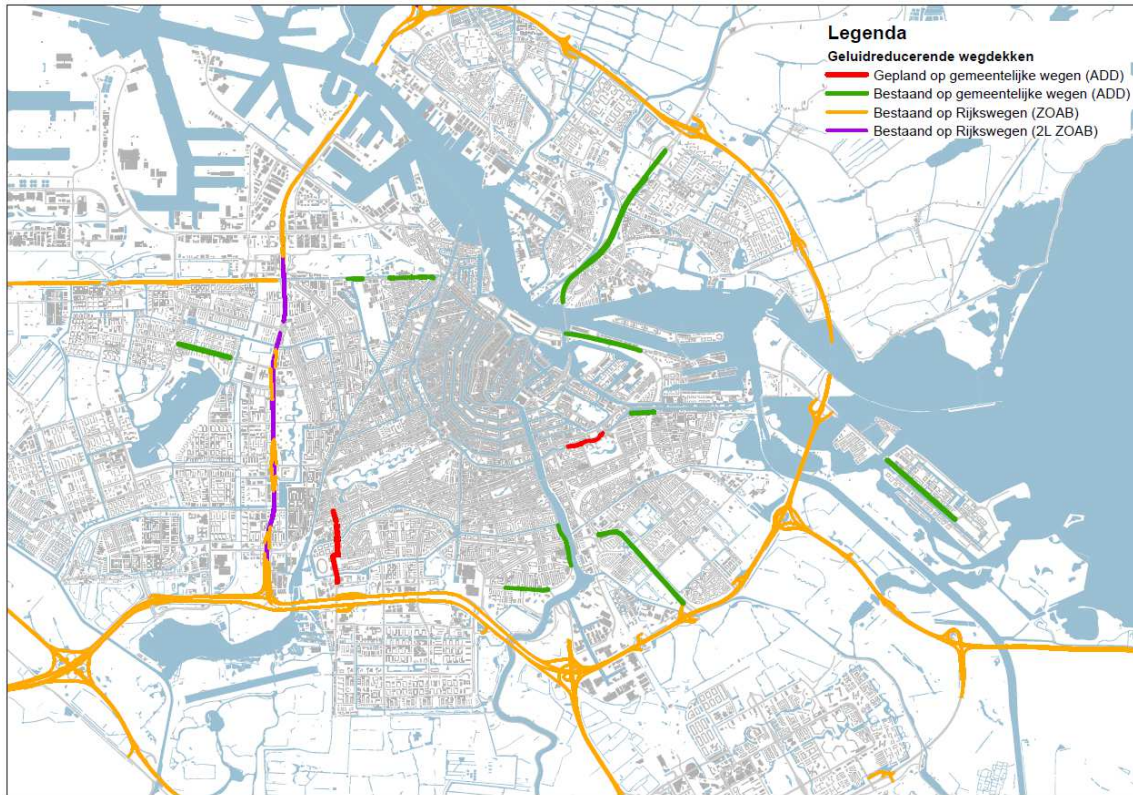 Legenda
Geluidreducerende wegdekken
Gepland op gemeentelijke wegen (ADD)
Bestaand op gemeentelijke wegen (ADD)
Bestaand op Rijkswegen (ZOAB)
Bestaand op Rijkswegen (2L ZOAB)